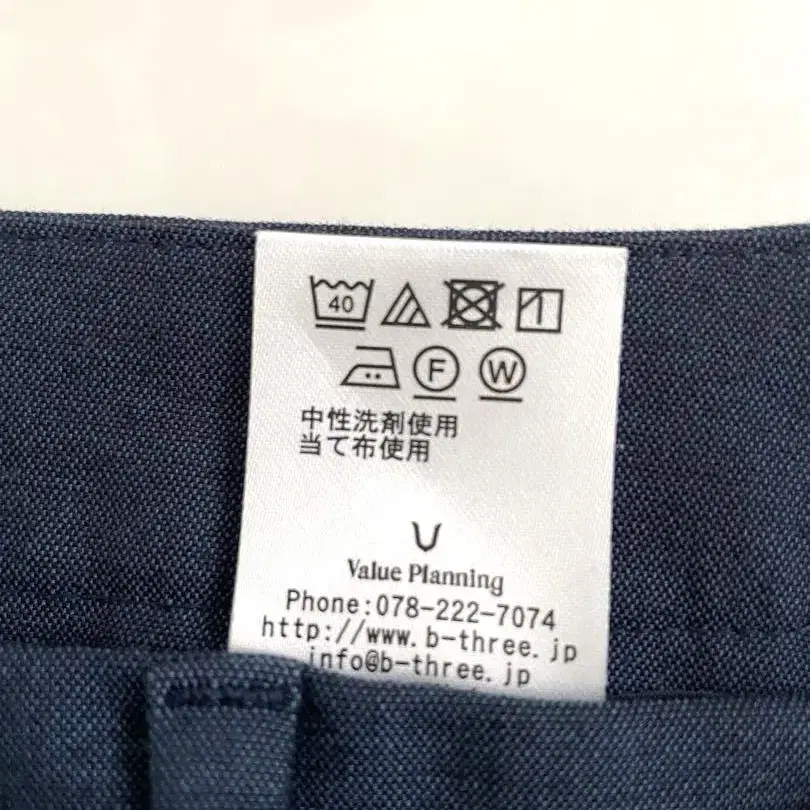 40
F W
中性洗剤使用
当て布使用
Value Planning
Phone:078-222-7074
http://www.b-three.jp
info@b-three.jp